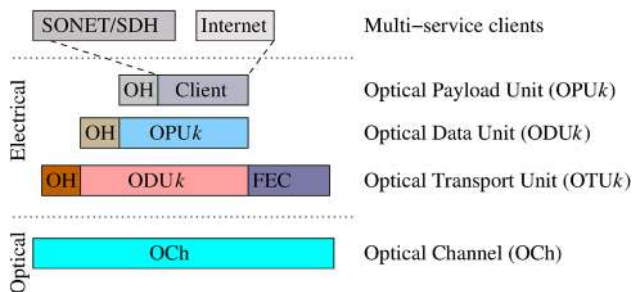 SONET/SDH Internet Multi-service clients
OH Client Optical Payload Unit (OPUk)
OH OPUk Optical Data Unit (ODUk)
OH ODUk FEC Optical Transport Unit (OTUk)
Electrical
OCh Optical Channel (OCh)
Optical